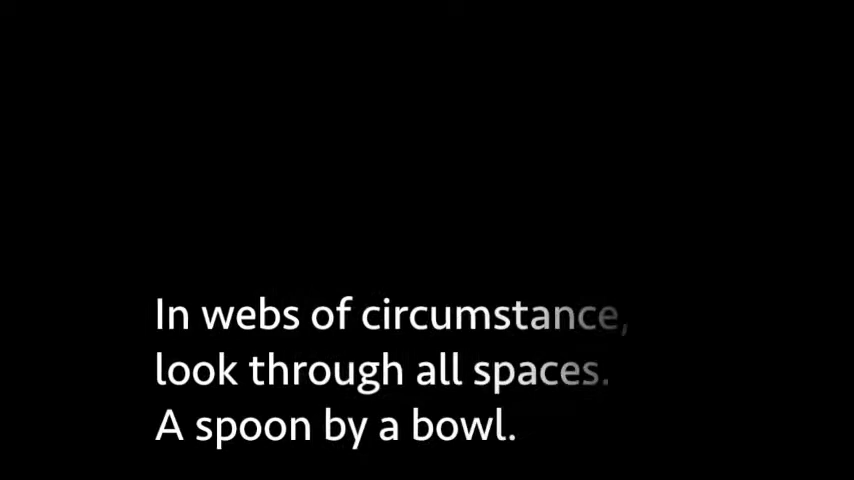 In webs of circumstance,
look through all spaces.
A spoon by a bowl.